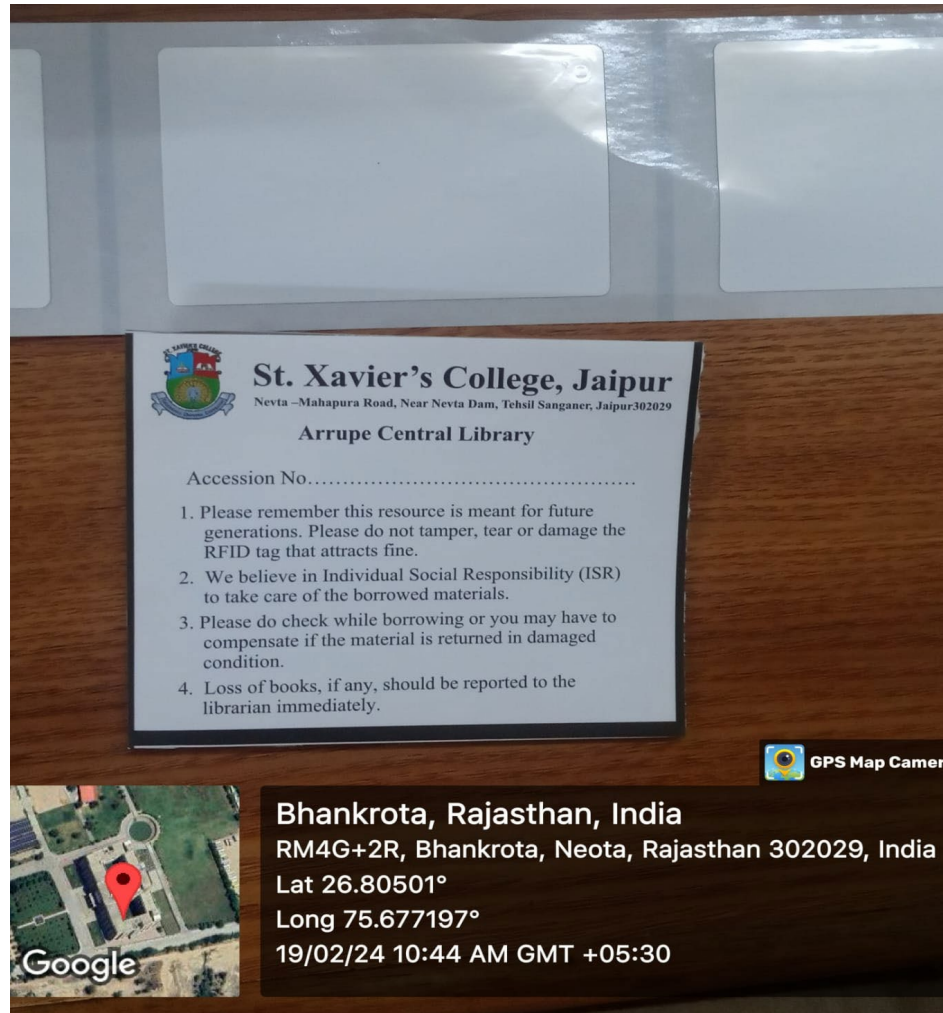 ST. XAVIER'S COLLEGE
St. Xavier's College, Jaipur
Nevta –Mahapura Road, Near Nevta Dam, Tehsil Sanganer, Jaipur302029
Arrupe Central Library
Accession No................................................
1. Please remember this resource is meant for future
generations. Please do not tamper, tear or damage the
RFID tag that attracts fine.
2. We believe in Individual Social Responsibility (ISR)
to take care of the borrowed materials.
3. Please do check while borrowing or you may have to
compensate if the material is returned in damaged
condition.
4. Loss of books, if any, should be reported to the
librarian immediately.
GPS Map Camer
Google
Bhankrota, Rajasthan, India
RM4G+2R, Bhankrota, Neota, Rajasthan 302029, India
Lat 26.80501°
Long 75.677197°
19/02/24 10:44 AM GMT +05:30